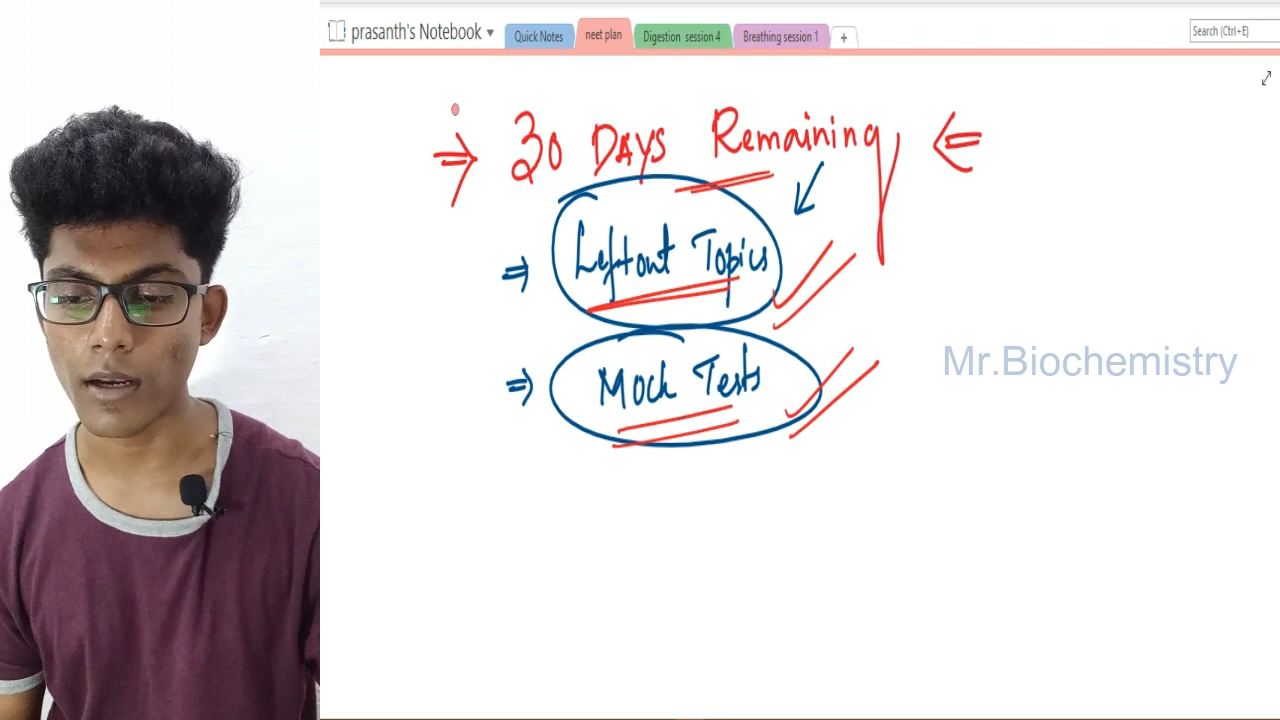 prasanth's Notebook
Quick Notes
neet plan
Digestion session 4
Breathing session 1
+
Search (Ctrl+E)
⇒ 30 DAYS Remaining ⇐
⇒ Leftout Topics
⇒ Mock Tests
Mr.Biochemistry